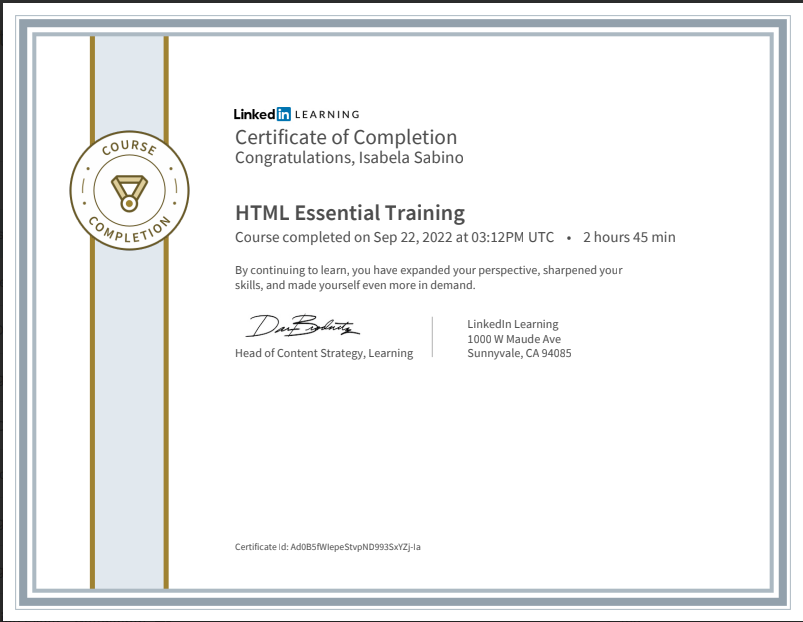 COURSE
COMPLETION
Linked in LEARNING
Certificate of Completion
Congratulations, Isabela Sabino
HTML Essential Training
Course completed on Sep 22, 2022 at 03:12PM UTC • 2 hours 45 min
By continuing to learn, you have expanded your perspective, sharpened your
skills, and made yourself even more in demand.
Head of Content Strategy, Learning
LinkedIn Learning
1000 W Maude Ave
Sunnyvale, CA 94085
Certificate Id: Ad0B5fWIepeStvpND993SxYZj-Ia